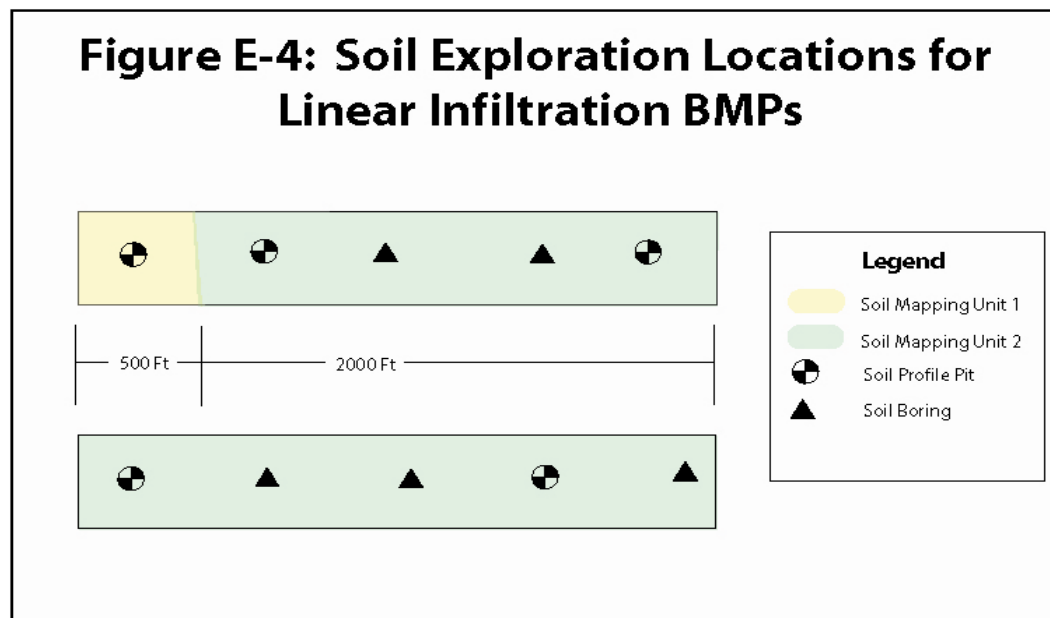 Figure E-4: Soil Exploration Locations for
Linear Infiltration BMPs
500 Ft
2000 Ft
Legend
Soil Mapping Unit 1
Soil Mapping Unit 2
Soil Profile Pit
Soil Boring